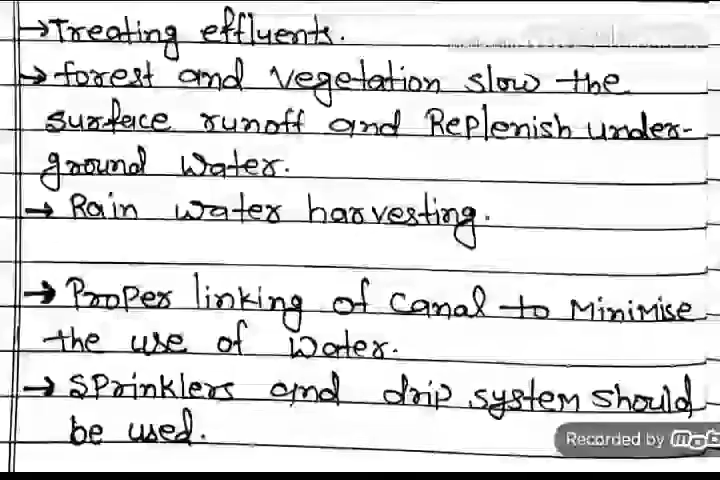 → Treating effluents.
→ forest and vegetation slow the
surface runoff and Replenish under-
ground water.
→ Rain water harvesting.
→ Proper linking of canal to Minimise
the use of water.
→ SPrinklers and drip system should
be used.
Recorded by